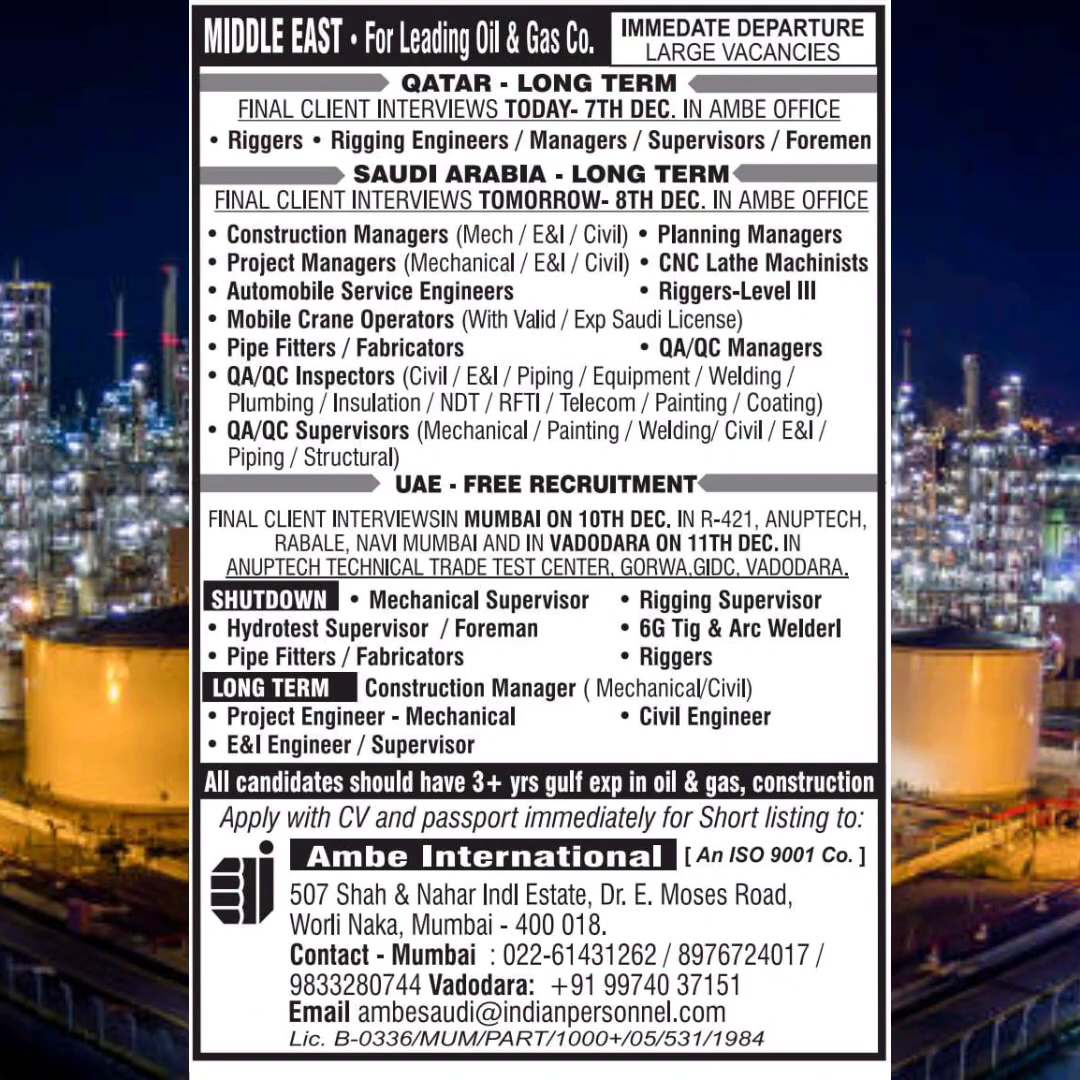 MIDDLE EAST • For Leading Oil & Gas Co.
IMMEDATE DEPARTURE
LARGE VACANCIES
QATAR - LONG TERM
FINAL CLIENT INTERVIEWS TODAY- 7TH DEC. IN AMBE OFFICE
• Riggers • Rigging Engineers / Managers / Supervisors / Foremen
SAUDI ARABIA - LONG TERM
FINAL CLIENT INTERVIEWS TOMORROW- 8TH DEC. IN AMBE OFFICE
• Construction Managers (Mech / E&I / Civil) • Planning Managers
• Project Managers (Mechanical / E&I / Civil) • CNC Lathe Machinists
• Automobile Service Engineers • Riggers-Level III
• Mobile Crane Operators (With Valid / Exp Saudi License)
• Pipe Fitters / Fabricators • QA/QC Managers
• QA/QC Inspectors (Civil / E&I / Piping / Equipment / Welding /
Plumbing / Insulation / NDT / RFTI / Telecom / Painting / Coating)
• QA/QC Supervisors (Mechanical / Painting / Welding/ Civil / E&I /
Piping / Structural)
UAE - FREE RECRUITMENT
FINAL CLIENT INTERVIEWSIN MUMBAI ON 10TH DEC. IN R-421, ANUPTECH,
RABALE, NAVI MUMBAI AND IN VADODARA ON 11TH DEC. IN
ANUPTECH TECHNICAL TRADE TEST CENTER, GORWA,GIDC, VADODARA.
SHUTDOWN • Mechanical Supervisor • Rigging Supervisor
• Hydrotest Supervisor / Foreman • 6G Tig & Arc Welderl
• Pipe Fitters / Fabricators • Riggers
LONG TERM Construction Manager ( Mechanical/Civil)
• Project Engineer - Mechanical • Civil Engineer
• E&I Engineer / Supervisor
All candidates should have 3+ yrs gulf exp in oil & gas, construction
Apply with CV and passport immediately for Short listing to:
Ambe International [ An ISO 9001 Co. ]
507 Shah & Nahar Indl Estate, Dr. E. Moses Road,
Worli Naka, Mumbai - 400 018.
Contact - Mumbai : 022-61431262 / 8976724017 /
9833280744 Vadodara: +91 99740 37151
Email ambesaudi@indianpersonnel.com
Lic. B-0336/MUM/PART/1000+/05/531/1984